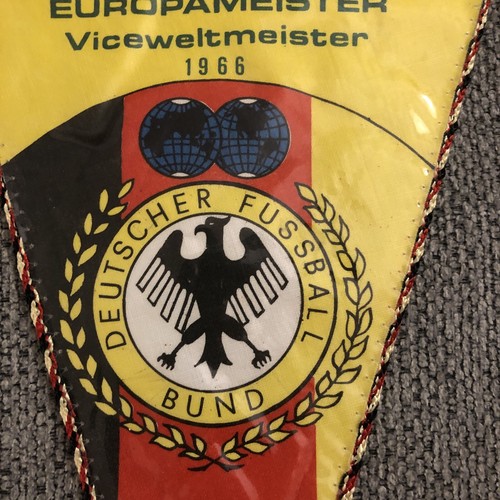 EUROPAMEISTER
Viceweltmeister
1966
DEUTSCHER FUSSBALL
BUND